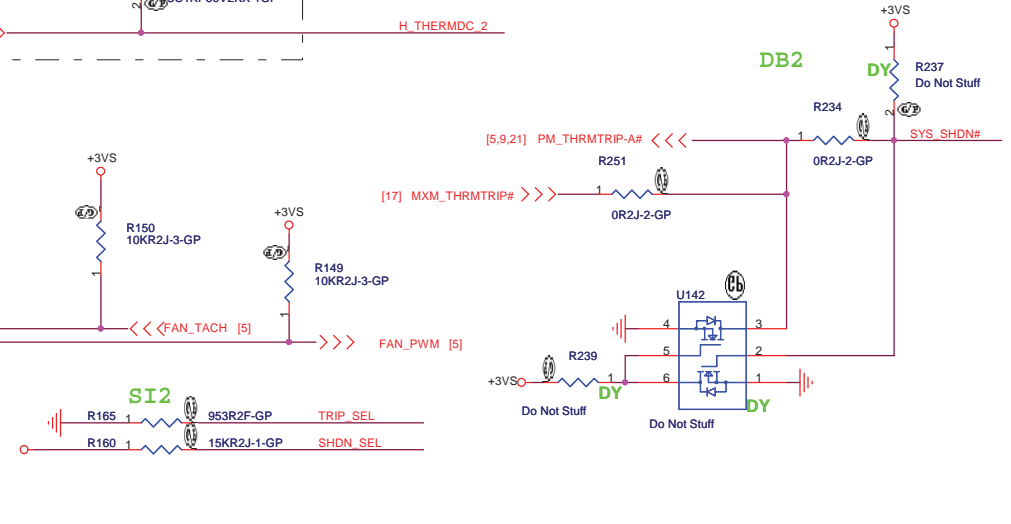 H_THERMDC_2
2
G/P
+3VS
DB2
1
DY
R237
Do Not Stuff
2
G/P
R234
1
0R2J-2-GP
SYS_SHDN#
[5,9,21] PM_THRMTRIP-A#
R251
[17] MXM_THRMTRIP#
1
0R2J-2-GP
+3VS
R150
10KR2J-3-GP
1
+3VS
R149
10KR2J-3-GP
1
FAN_TACH [5]
FAN_PWM [5]
U142
4
3
5
2
6
1
R239
+3VS
1
DY
Do Not Stuff
DY
Do Not Stuff
SI2
R165
1
953R2F-GP
TRIP_SEL
R160
1
15KR2J-1-GP
SHDN_SEL